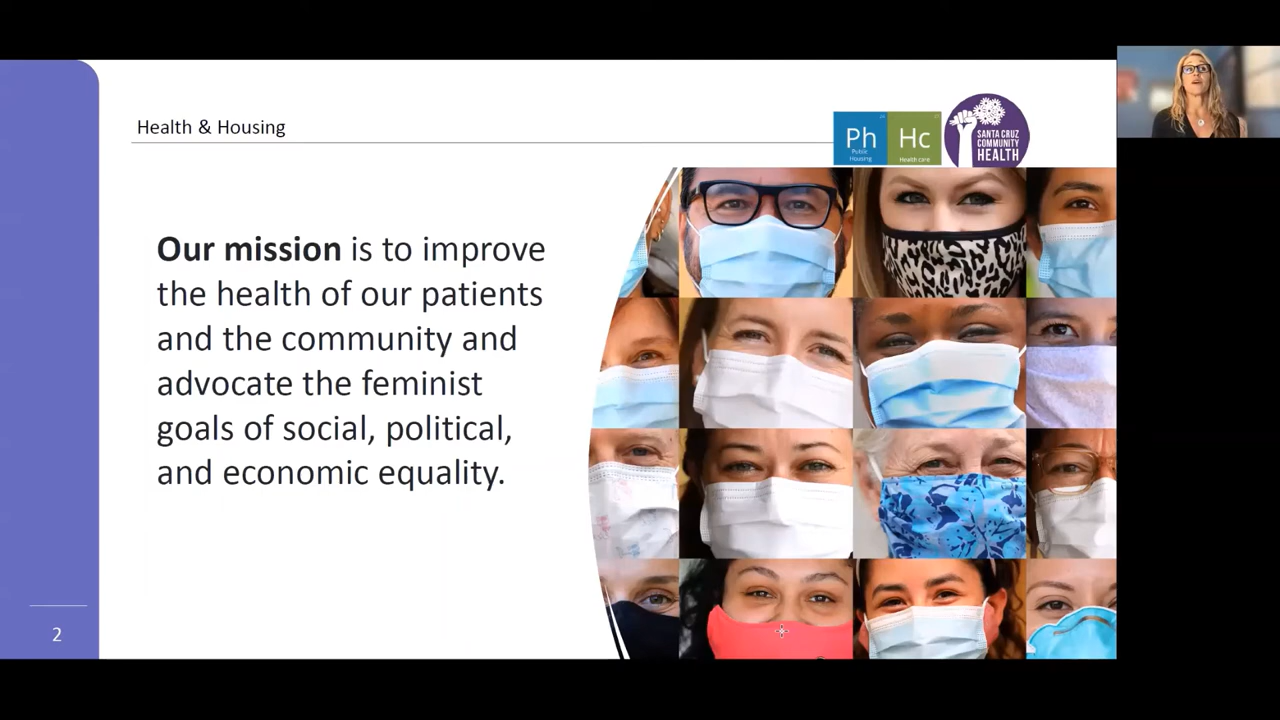 Health & Housing
Ph
Public
Housing
Hc
Health care
SANTA CRUZ
COMMUNITY
HEALTH
Our mission is to improve
the health of our patients
and the community and
advocate the feminist
goals of social, political,
and economic equality.
2